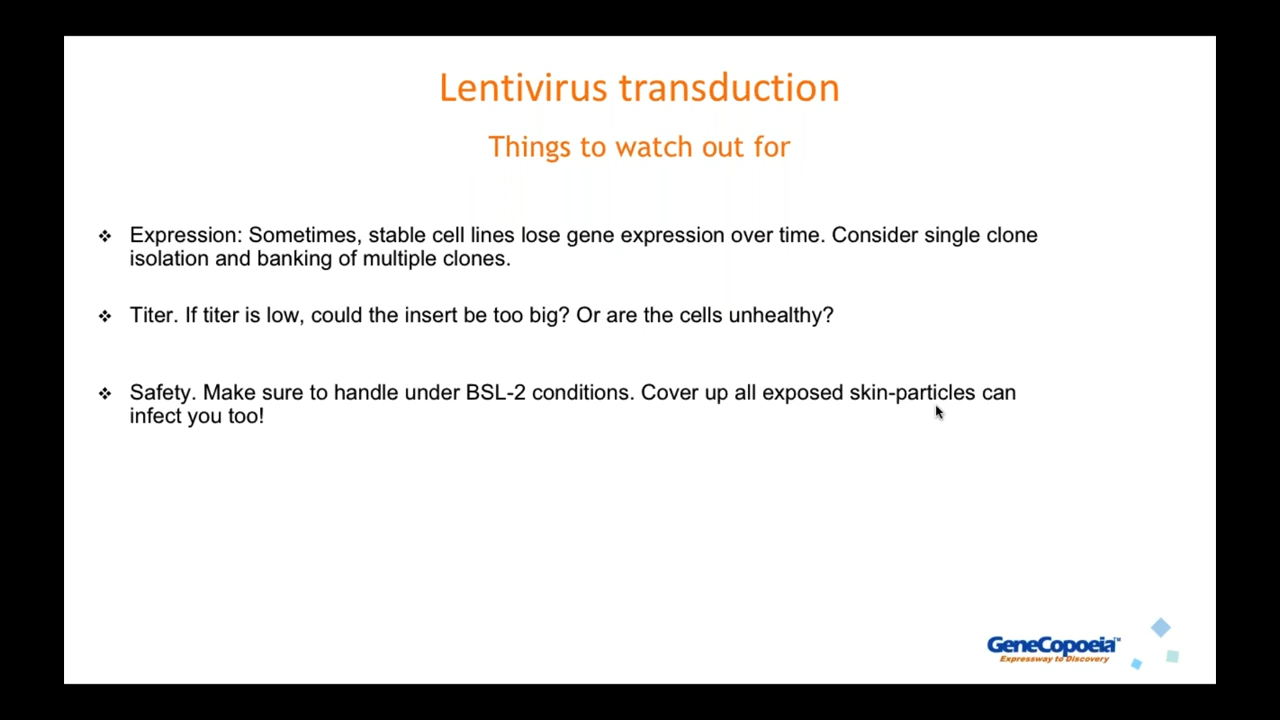 Lentivirus transduction
Things to watch out for
❖ Expression: Sometimes, stable cell lines lose gene expression over time. Consider single clone
isolation and banking of multiple clones.
❖ Titer. If titer is low, could the insert be too big? Or are the cells unhealthy?
❖ Safety. Make sure to handle under BSL-2 conditions. Cover up all exposed skin-particles can
infect you too!
GeneCopoeia™
Expressway to Discovery